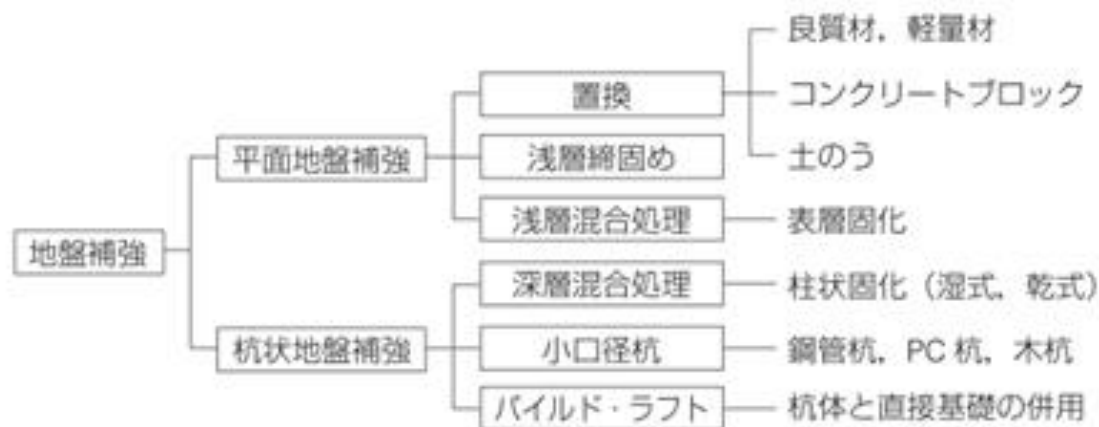 良質材，軽量材
置換
コンクリートブロック
平面地盤補強
浅層締固め
土のう
浅層混合処理
表層固化
地盤補強
深層混合処理
柱状固化（湿式，乾式）
杭状地盤補強
小口径杭
鋼管杭，PC 杭，木杭
パイルド・ラフト
杭体と直接基礎の併用